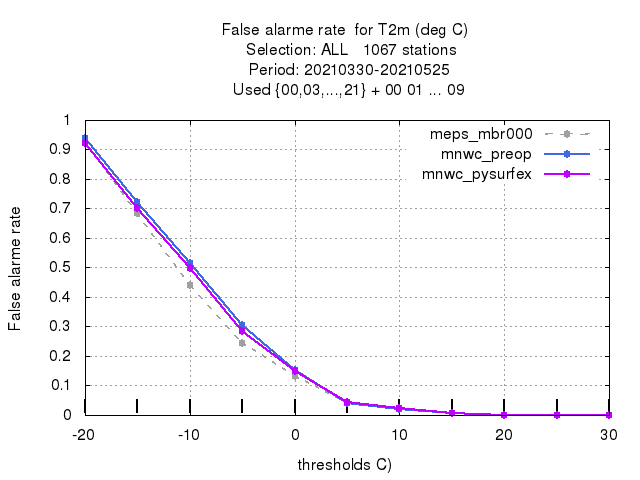 False alarme rate  for T2m (deg C)
Selection: ALL   1067 stations
Period: 20210330-20210525
Used {00,03,...,21} + 00 01 ... 09
meps_mbr000
mnwc_preop
mnwc_pysurfex
False alarme rate
1
0.9
0.8
0.7
0.6
0.5
0.4
0.3
0.2
0.1
0
-20
-10
0
10
20
30
thresholds C)